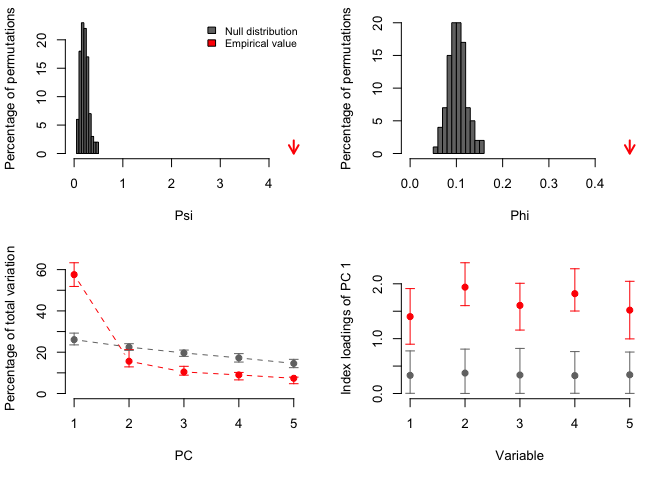 Percentage of permutations
20
15
10
5
0
Null distribution
Empirical value
0 1 2 3 4
Psi
Percentage of permutations
20
15
10
5
0
0.0 0.1 0.2 0.3 0.4
Phi
Percentage of total variation
60
40
20
0
1 2 3 4 5
PC
Index loadings of PC 1
2.0
1.0
0.0
1 2 3 4 5
Variable